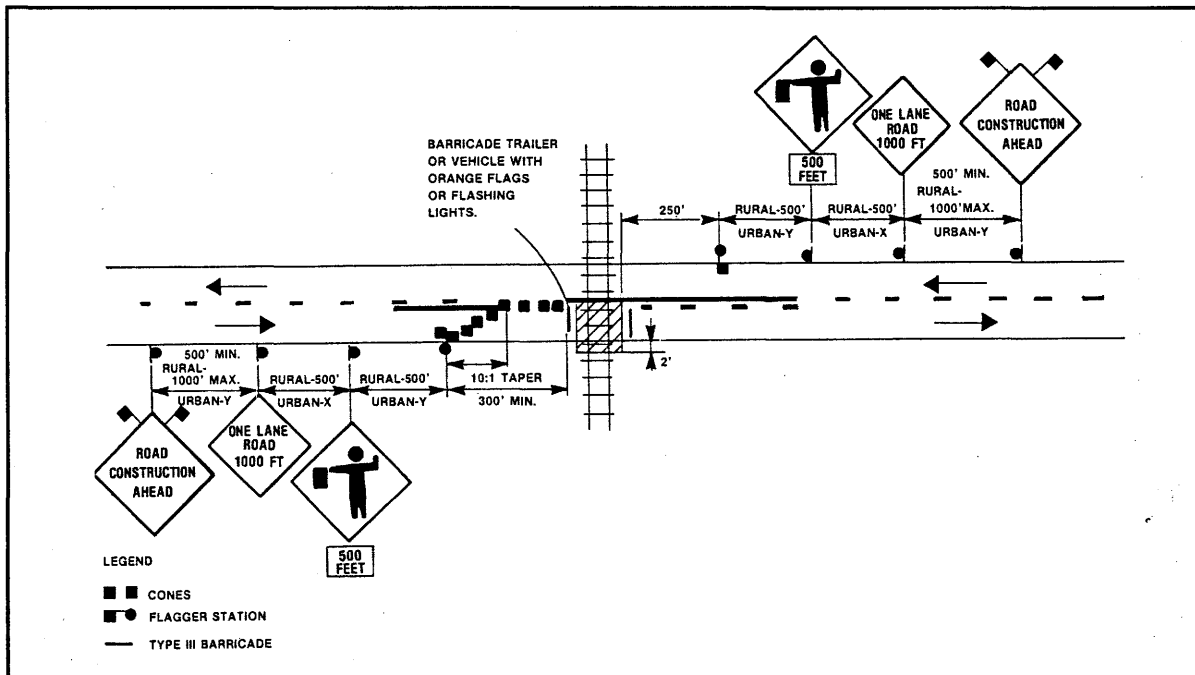 ROAD
CONSTRUCTION
AHEAD
ONE LANE
ROAD
1000 FT
500
FEET
BARRICADE TRAILER
OR VEHICLE WITH
ORANGE FLAGS
OR FLASHING
LIGHTS.
250'
RURAL-500'
URBAN-Y
RURAL-500'
URBAN-X
500' MIN.
RURAL-
1000'MAX.
URBAN-Y
500' MIN.
RURAL-
1000' MAX.
URBAN-Y
RURAL-500'
URBAN-X
RURAL-500'
URBAN-Y
10:1 TAPER
300' MIN.
2'
ROAD
CONSTRUCTION
AHEAD
ONE LANE
ROAD
1000 FT
500
FEET
LEGEND
CONES
FLAGGER STATION
TYPE III BARRICADE